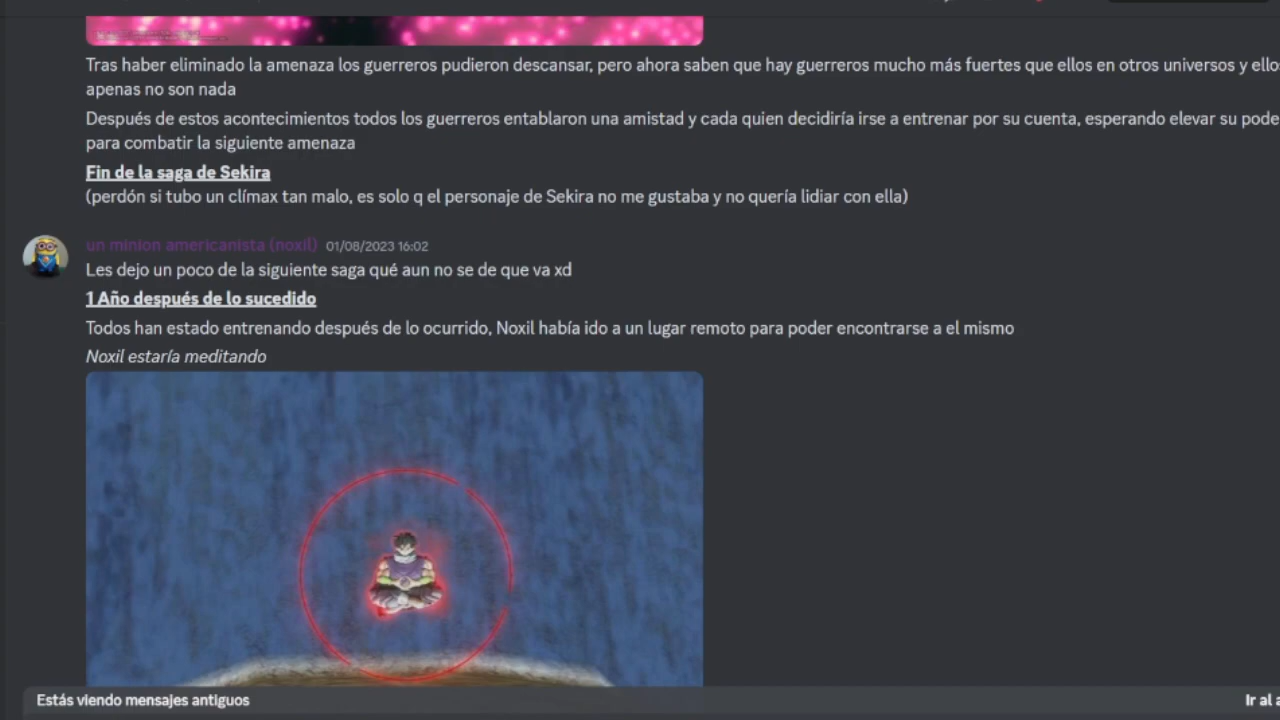 Tras haber eliminado la amenaza los guerreros pudieron descansar, pero ahora saben que hay guerreros mucho más fuertes que ellos en otros universos y ellos
apenas no son nada
Después de estos acontecimientos todos los guerreros entablaron una amistad y cada quien decidiría irse a entrenar por su cuenta, esperando elevar su pode
para combatir la siguiente amenaza
Fin de la saga de Sekira
(perdón si tubo un clímax tan malo, es solo q el personaje de Sekira no me gustaba y no quería lidiar con ella)
un minion americanista (noxil) 01/08/2023 16:02
Les dejo un poco de la siguiente saga qué aun no se de que va xd
1 Año después de lo sucedido
Todos han estado entrenando después de lo ocurrido, Noxil había ido a un lugar remoto para poder encontrarse a el mismo
Noxil estaría meditando
Estás viendo mensajes antiguos
Ir al a